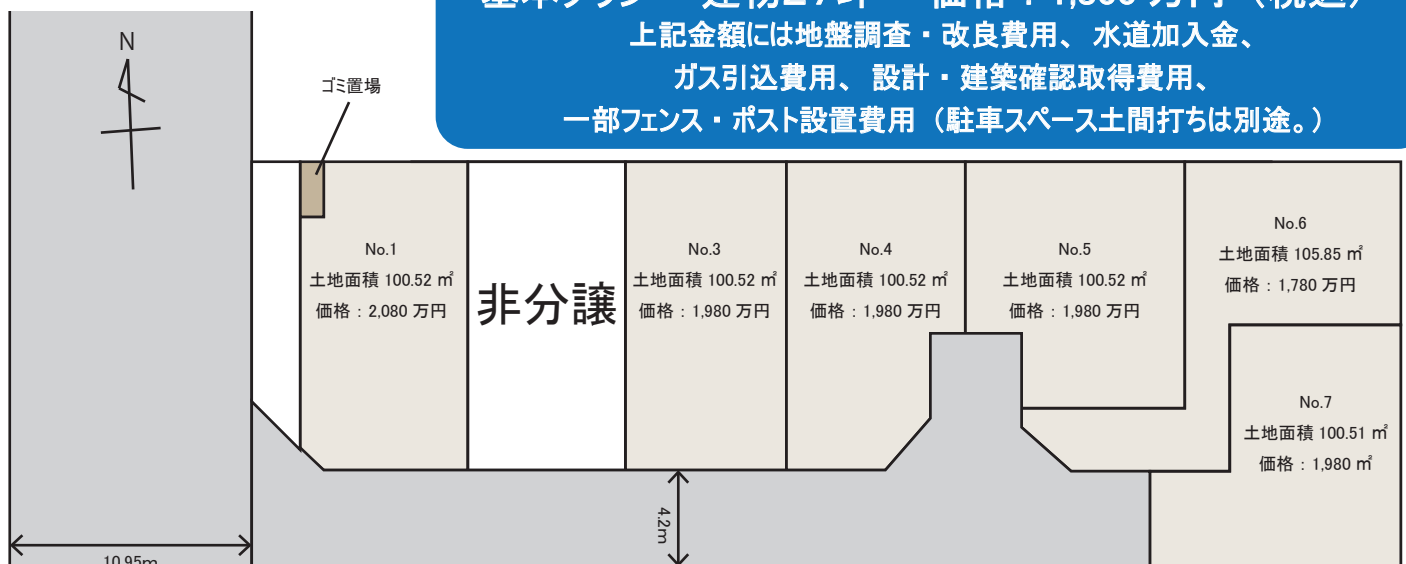 上記金額には地盤調査・改良費用、水道加入金、
ガス引込費用、設計・建築確認取得費用、
一部フェンス・ポスト設置費用（駐車スペース土間打ちは別途。）
N
ゴミ置場
No.1
土地面積 100.52 ㎡
価格：2,080 万円
非分譲
No.3
土地面積 100.52 ㎡
価格：1,980 万円
No.4
土地面積 100.52 ㎡
価格：1,980 万円
No.5
土地面積 100.52 ㎡
価格：1,980 万円
No.6
土地面積 105.85 ㎡
価格：1,780 万円
No.7
土地面積 100.51 ㎡
価格：1,980 ㎡
4.2m
10.95m